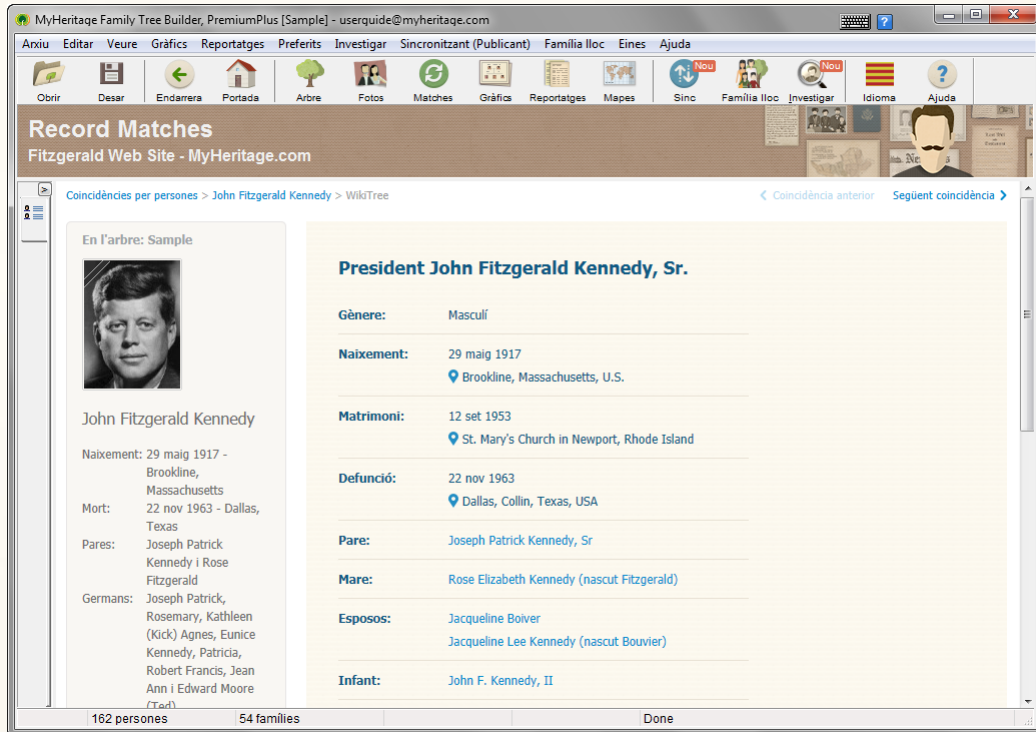 MyHeritage Family Tree Builder, PremiumPlus [Sample] - userguide@myheritage.com
Arxiu Editar Veure Gràfics Reportatges Preferits Investigar Sincronitzant (Publicant) Família lloc Eines Ajuda
Nou Nou
Obrir Desar Endarrera Portada Arbre Fotos Matches Gràfics Reportatges Mapes Sinc Família lloc Investigar Idioma Ajuda
Record Matches
Fitzgerald Web Site - MyHeritage.com
Coincidències per persones > John Fitzgerald Kennedy > WikiTree
Coincidència anterior Següent coincidència
En l'arbre: Sample
John Fitzgerald Kennedy
Naixement: 29 maig 1917 -
Brookline,
Massachusetts
Mort: 22 nov 1963 - Dallas,
Texas
Pares: Joseph Patrick
Kennedy i Rose
Fitzgerald
Germans: Joseph Patrick,
Rosemary, Kathleen
(Kick) Agnes, Eunice
Kennedy, Patricia,
Robert Francis, Jean
Ann i Edward Moore
(Ted)
President John Fitzgerald Kennedy, Sr.
Gènere: Masculí
Naixement: 29 maig 1917
Brookline, Massachusetts, U.S.
Matrimoni: 12 set 1953
St. Mary's Church in Newport, Rhode Island
Defunció: 22 nov 1963
Dallas, Collin, Texas, USA
Pare: Joseph Patrick Kennedy, Sr
Mare: Rose Elizabeth Kennedy (nascut Fitzgerald)
Esposos: Jacqueline Boiver
Jacqueline Lee Kennedy (nascut Bouvier)
Infant: John F. Kennedy, II
162 persones 54 famílies Done